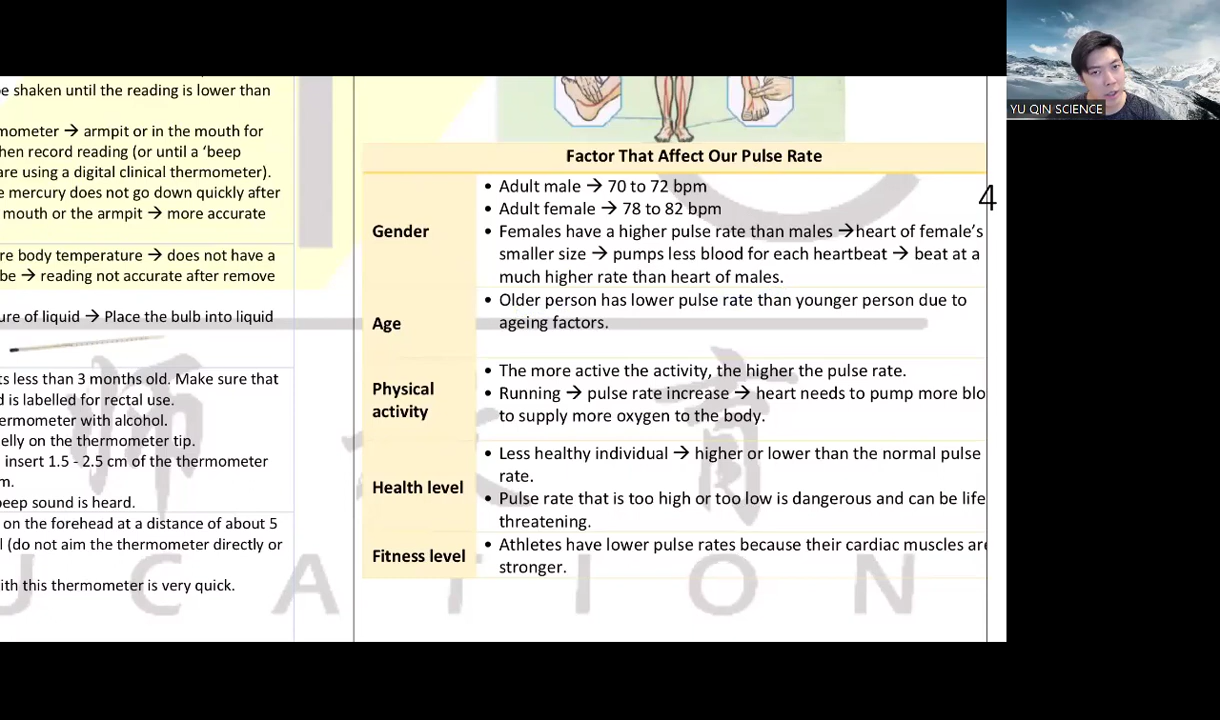 e shaken until the reading is lower than
mometer → armpit or in the mouth for
hen record reading (or until a ‘beep
are using a digital clinical thermometer).
e mercury does not go down quickly after
mouth or the armpit → more accurate
re body temperature → does not have a
be → reading not accurate after remove
ure of liquid → Place the bulb into liquid
ts less than 3 months old. Make sure that
d is labelled for rectal use.
ermometer with alcohol.
elly on the thermometer tip.
insert 1.5 - 2.5 cm of the thermometer
m.
beep sound is heard.
on the forehead at a distance of about 5
l (do not aim the thermometer directly or
ith this thermometer is very quick.
Factor That Affect Our Pulse Rate
Gender
• Adult male → 70 to 72 bpm
• Adult female → 78 to 82 bpm
• Females have a higher pulse rate than males →heart of female’s
smaller size → pumps less blood for each heartbeat → beat at a
much higher rate than heart of males.
Age
• Older person has lower pulse rate than younger person due to
ageing factors.
Physical
activity
• The more active the activity, the higher the pulse rate.
• Running → pulse rate increase → heart needs to pump more blo
to supply more oxygen to the body.
Health level
• Less healthy individual → higher or lower than the normal pulse
rate.
• Pulse rate that is too high or too low is dangerous and can be life
threatening.
Fitness level
• Athletes have lower pulse rates because their cardiac muscles are
stronger.
4
YU QIN SCIENCE
師
育
U C A T I O N